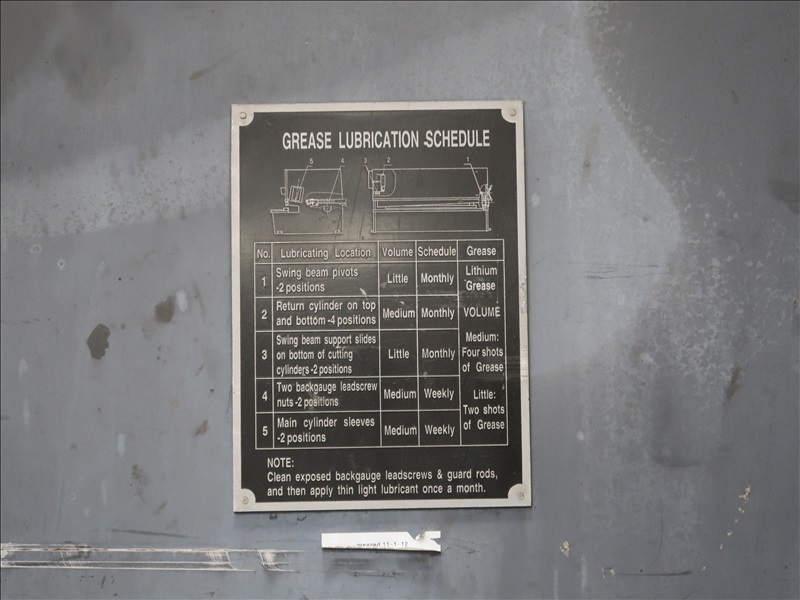 GREASE LUBRICATION SCHEDULE
5 4 3 2 1
No. Lubricating Location Volume Schedule Grease
1 Swing beam pivots -2 positions Little Monthly Lithium Grease
2 Return cylinder on top and bottom -4 positions Medium Monthly VOLUME
3 Swing beam support slides on bottom of cutting cylinders -2 positions Little Monthly Medium: Four shots of Grease
4 Two backgauge leadscrew nuts -2 positions Medium Weekly Little:
5 Main cylinder sleeves -2 positions Medium Weekly Two shots of Grease
NOTE:
Clean exposed backgauge leadscrews & guard rods,
and then apply thin light lubricant once a month.
greased 11-1-12